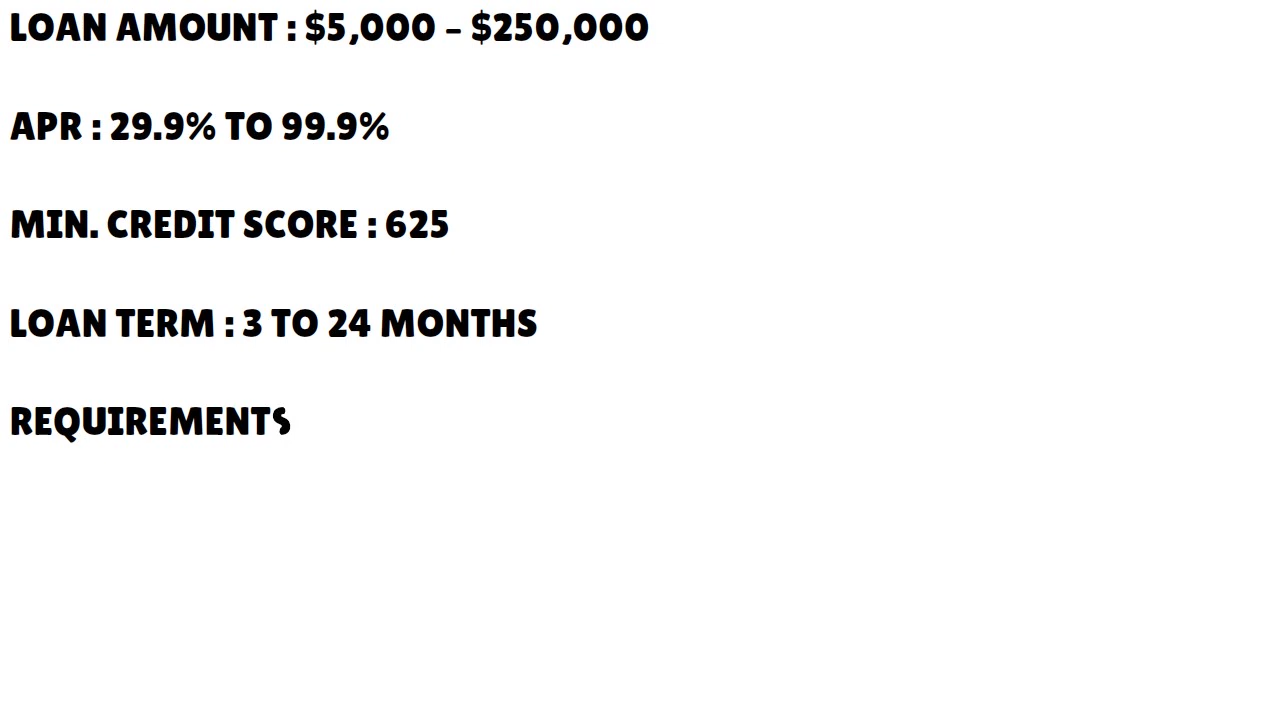 LOAN AMOUNT : $5,000 – $250,000
APR : 29.9% TO 99.9%
MIN. CREDIT SCORE : 625
LOAN TERM : 3 TO 24 MONTHS
REQUIREMENTS